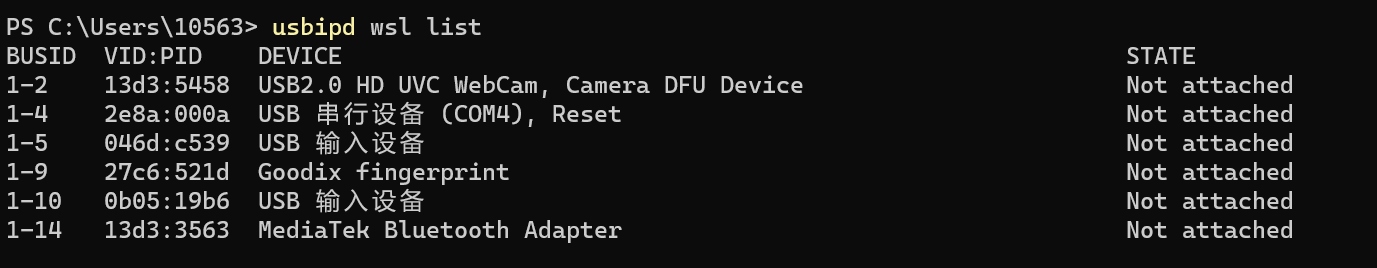 PS C:\Users\10563> usbipd wsl list
BUSID VID:PID DEVICE STATE
1-2 13d3:5458 USB2.0 HD UVC WebCam, Camera DFU Device Not attached
1-4 2e8a:000a USB 串行设备 (COM4), Reset Not attached
1-5 046d:c539 USB 输入设备 Not attached
1-9 27c6:521d Goodix fingerprint Not attached
1-10 0b05:19b6 USB 输入设备 Not attached
1-14 13d3:3563 MediaTek Bluetooth Adapter Not attached